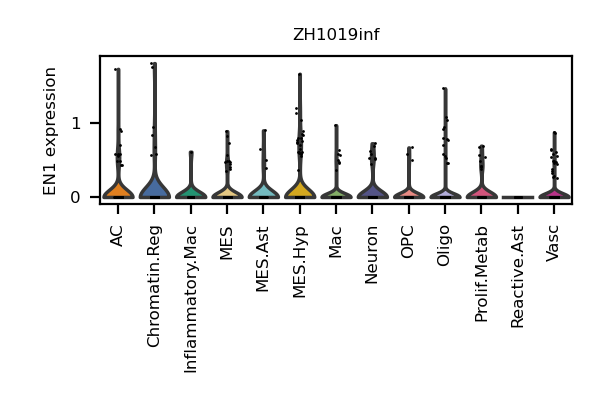 ZH1019inf
EN1 expression
1
0
AC
Chromatin.Reg
Inflammatory.Mac
MES
MES.Ast
MES.Hyp
Mac
Neuron
OPC
Oligo
Prolif.Metab
Reactive.Ast
Vasc